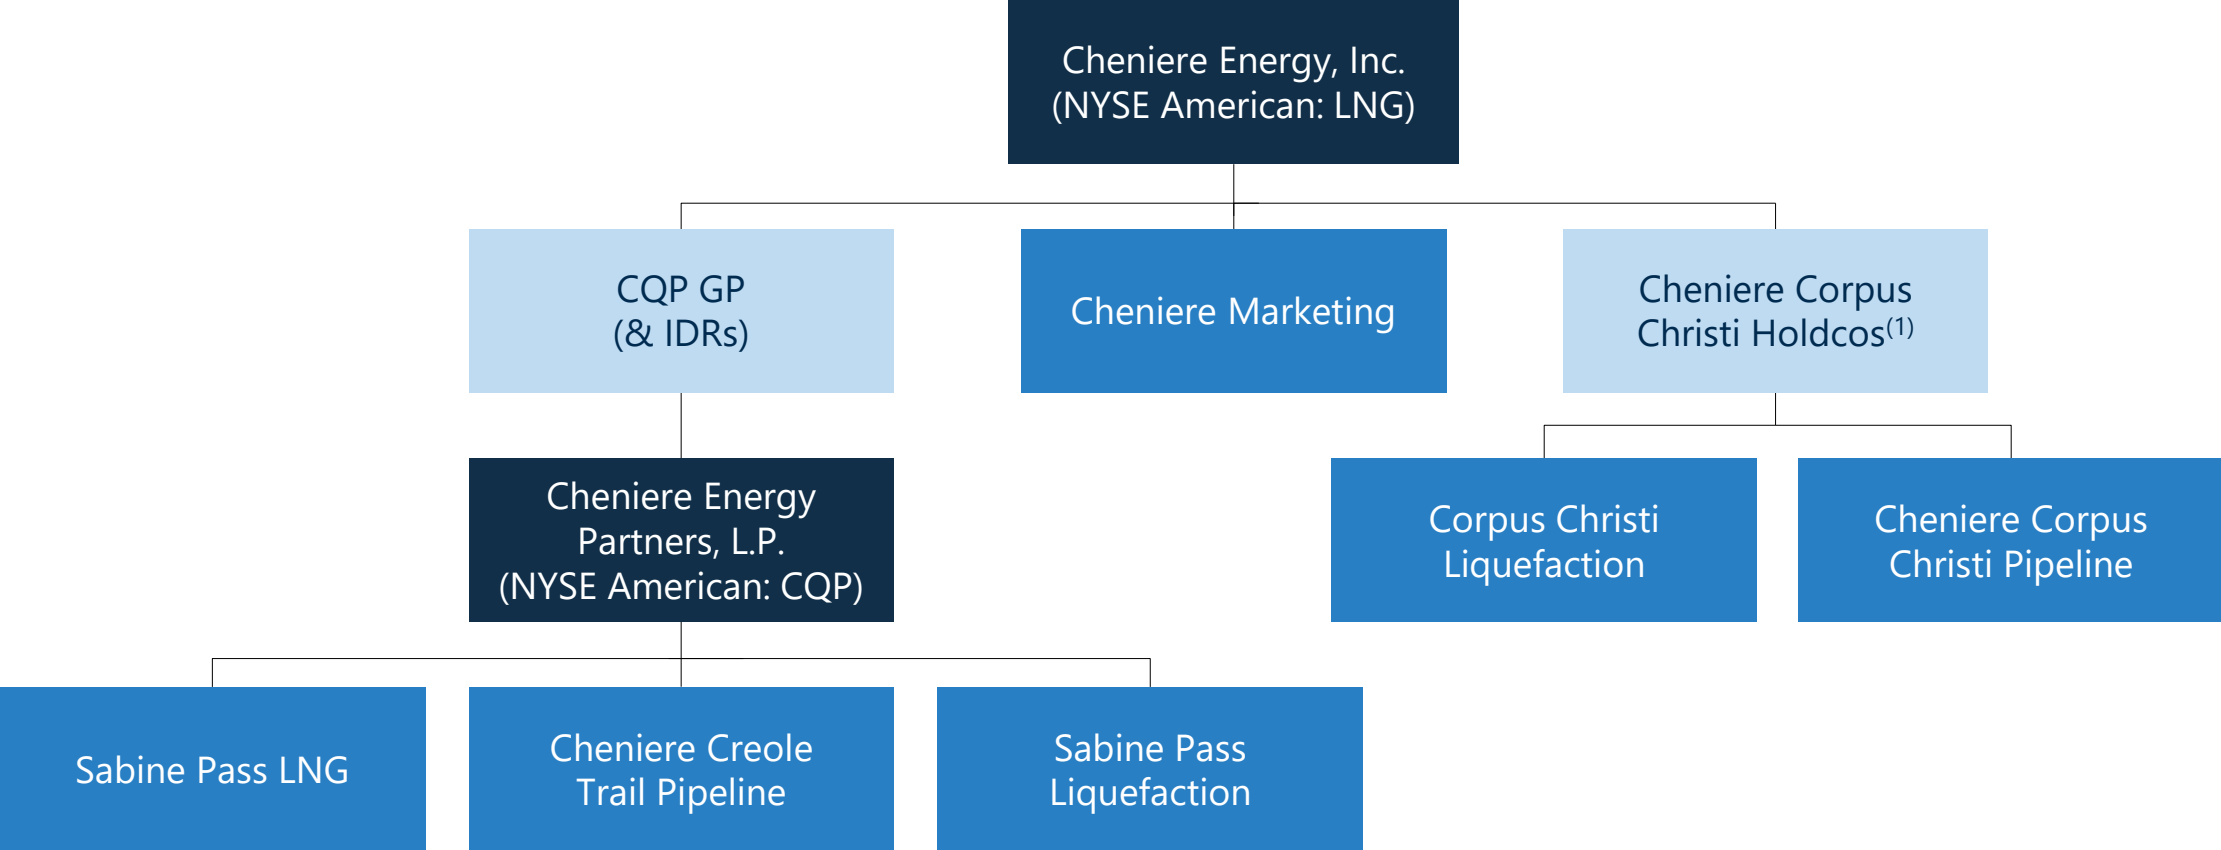 Cheniere Energy, Inc.
(NYSE American: LNG)
CQP GP
(& IDRs)
Cheniere Marketing
Cheniere Corpus
Christi Holdcos(1)
Cheniere Energy
Partners, L.P.
(NYSE American: CQP)
Corpus Christi
Liquefaction
Cheniere Corpus
Christi Pipeline
Sabine Pass LNG
Cheniere Creole
Trail Pipeline
Sabine Pass
Liquefaction